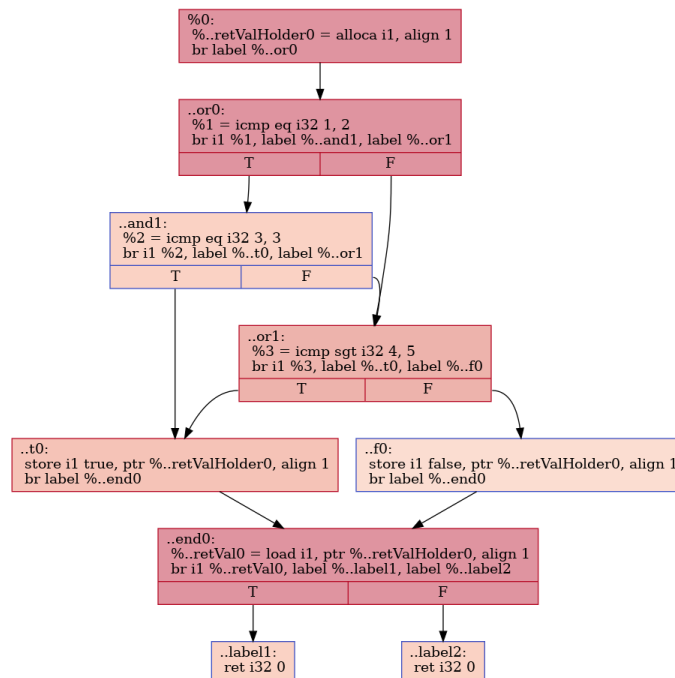 %0:
%..retValHolder0 = alloca i1, align 1
br label %..or0
..or0:
%1 = icmp eq i32 1, 2
br i1 %1, label %..and1, label %..or1
T F
..and1:
%2 = icmp eq i32 3, 3
br i1 %2, label %..t0, label %..or1
T F
..or1:
%3 = icmp sgt i32 4, 5
br i1 %3, label %..t0, label %..f0
T F
..t0:
store i1 true, ptr %..retValHolder0, align 1
br label %..end0
..f0:
store i1 false, ptr %..retValHolder0, align 1
br label %..end0
..end0:
%..retVal0 = load i1, ptr %..retValHolder0, align 1
br i1 %..retVal0, label %..label1, label %..label2
T F
..label1:
ret i32 0
..label2:
ret i32 0